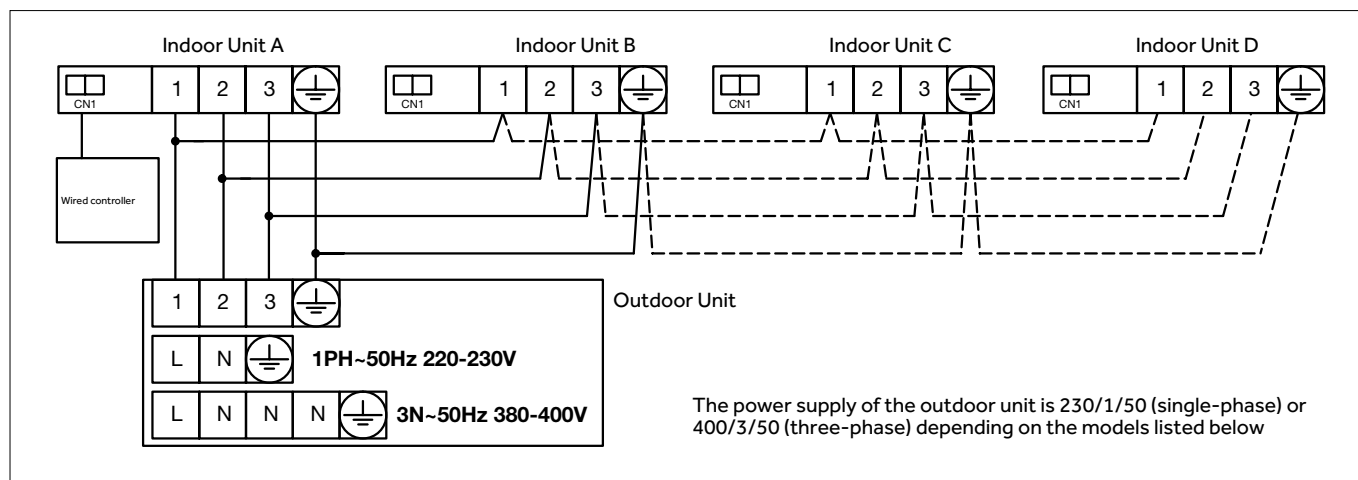 Indoor Unit A
Indoor Unit B
Indoor Unit C
Indoor Unit D
CN1 1 2 3
CN1 1 2 3
CN1 1 2 3
CN1 1 2 3
Wired controller
1 2 3
Outdoor Unit
L N 1PH~50Hz 220-230V
L N N N 3N~50Hz 380-400V
The power supply of the outdoor unit is 230/1/50 (single-phase) or
400/3/50 (three-phase) depending on the models listed below